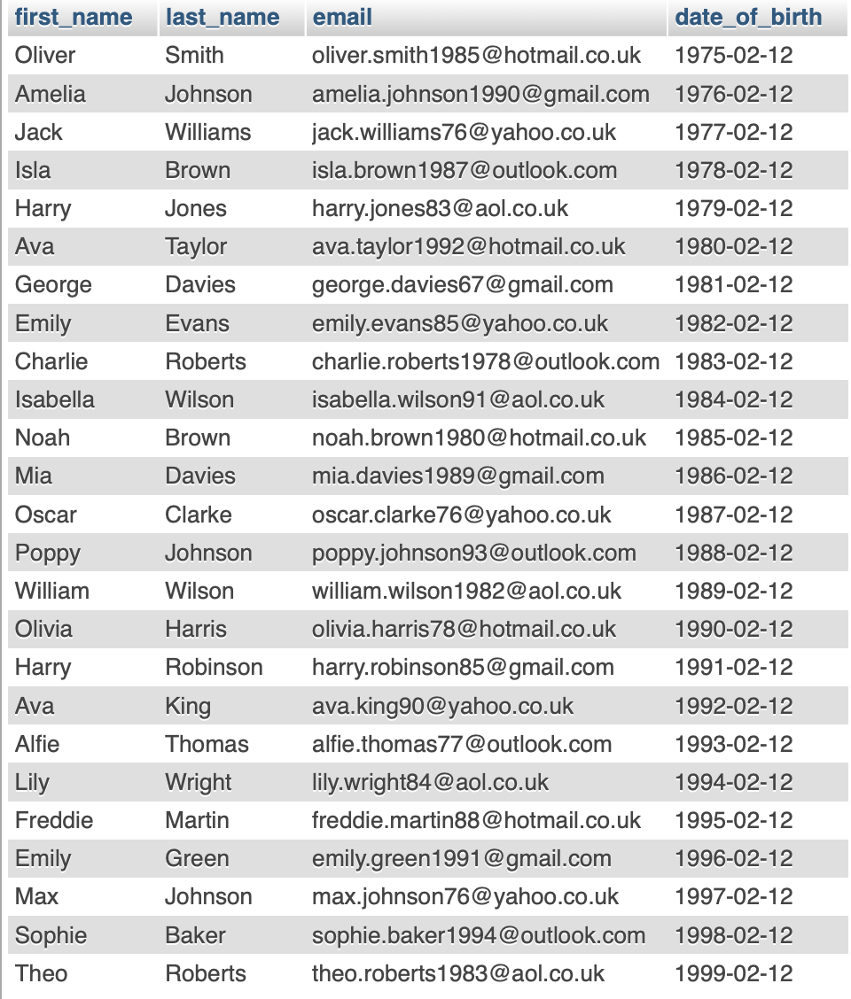 first_name last_name email date_of_birth
Oliver Smith oliver.smith1985@hotmail.co.uk 1975-02-12
Amelia Johnson amelia.johnson1990@gmail.com 1976-02-12
Jack Williams jack.williams76@yahoo.co.uk 1977-02-12
Isla Brown isla.brown1987@outlook.com 1978-02-12
Harry Jones harry.jones83@aol.co.uk 1979-02-12
Ava Taylor ava.taylor1992@hotmail.co.uk 1980-02-12
George Davies george.davies67@gmail.com 1981-02-12
Emily Evans emily.evans85@yahoo.co.uk 1982-02-12
Charlie Roberts charlie.roberts1978@outlook.com 1983-02-12
Isabella Wilson isabella.wilson91@aol.co.uk 1984-02-12
Noah Brown noah.brown1980@hotmail.co.uk 1985-02-12
Mia Davies mia.davies1989@gmail.com 1986-02-12
Oscar Clarke oscar.clarke76@yahoo.co.uk 1987-02-12
Poppy Johnson poppy.johnson93@outlook.com 1988-02-12
William Wilson william.wilson1982@aol.co.uk 1989-02-12
Olivia Harris olivia.harris78@hotmail.co.uk 1990-02-12
Harry Robinson harry.robinson85@gmail.com 1991-02-12
Ava King ava.king90@yahoo.co.uk 1992-02-12
Alfie Thomas alfie.thomas77@outlook.com 1993-02-12
Lily Wright lily.wright84@aol.co.uk 1994-02-12
Freddie Martin freddie.martin88@hotmail.co.uk 1995-02-12
Emily Green emily.green1991@gmail.com 1996-02-12
Max Johnson max.johnson76@yahoo.co.uk 1997-02-12
Sophie Baker sophie.baker1994@outlook.com 1998-02-12
Theo Roberts theo.roberts1983@aol.co.uk 1999-02-12